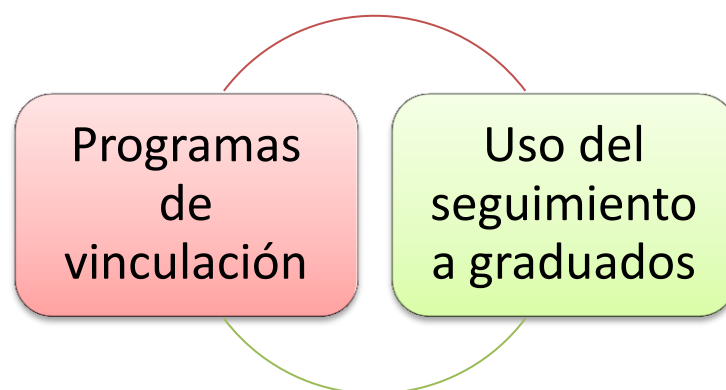 Programas
de
vinculación
Uso del
seguimiento
a graduados